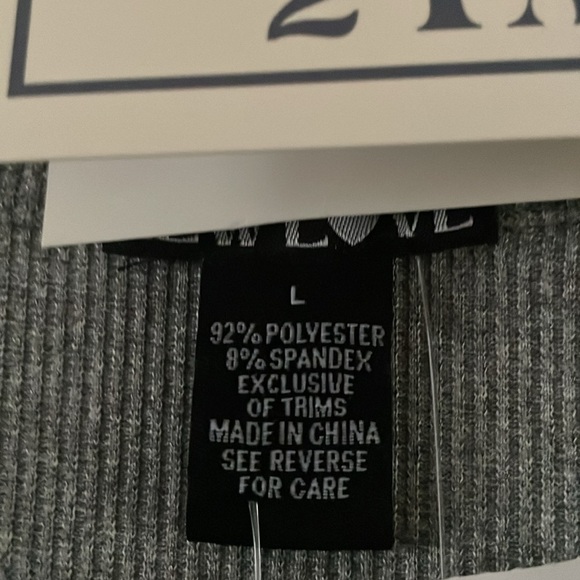 L
92% POLYESTER
8% SPANDEX
EXCLUSIVE
OF TRIMS
MADE IN CHINA
SEE REVERSE
FOR CARE